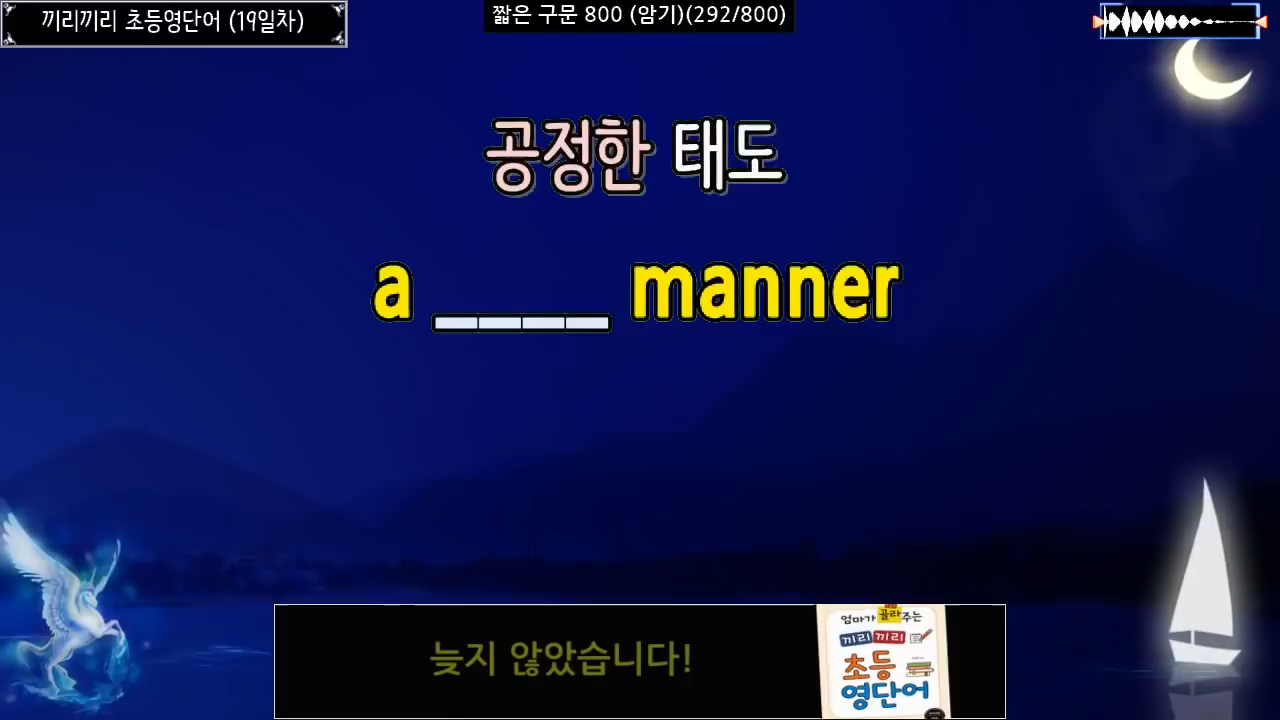 끼리끼리 초등영단어 (19일차)
짧은 구문 800 (암기)(292/800)
공정한 태도
a ____ manner
늦지 않았습니다!
엄마가 골라주는
끼리끼리
초등
영단어